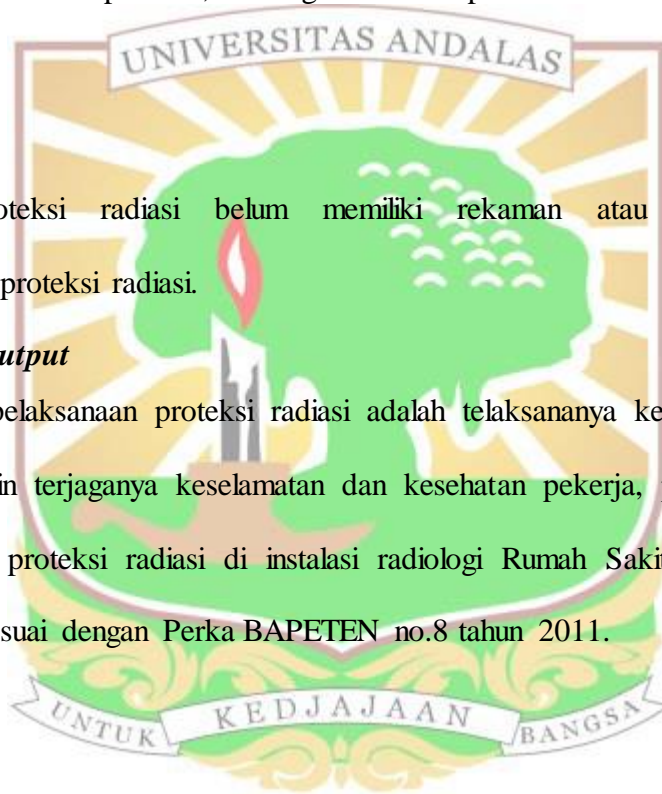 UNIVERSITAS ANDALAS
oteksi radiasi belum memiliki rekaman atau
proteksi radiasi.
utput
pelaksanaan proteksi radiasi adalah telaksananya ke
in terjaganya keselamatan dan kesehatan pekerja, p
proteksi radiasi di instalasi radiologi Rumah Sakit
suai dengan Perka BAPETEN no.8 tahun 2011.
UNTUK KEDJAJAAN BANGSA